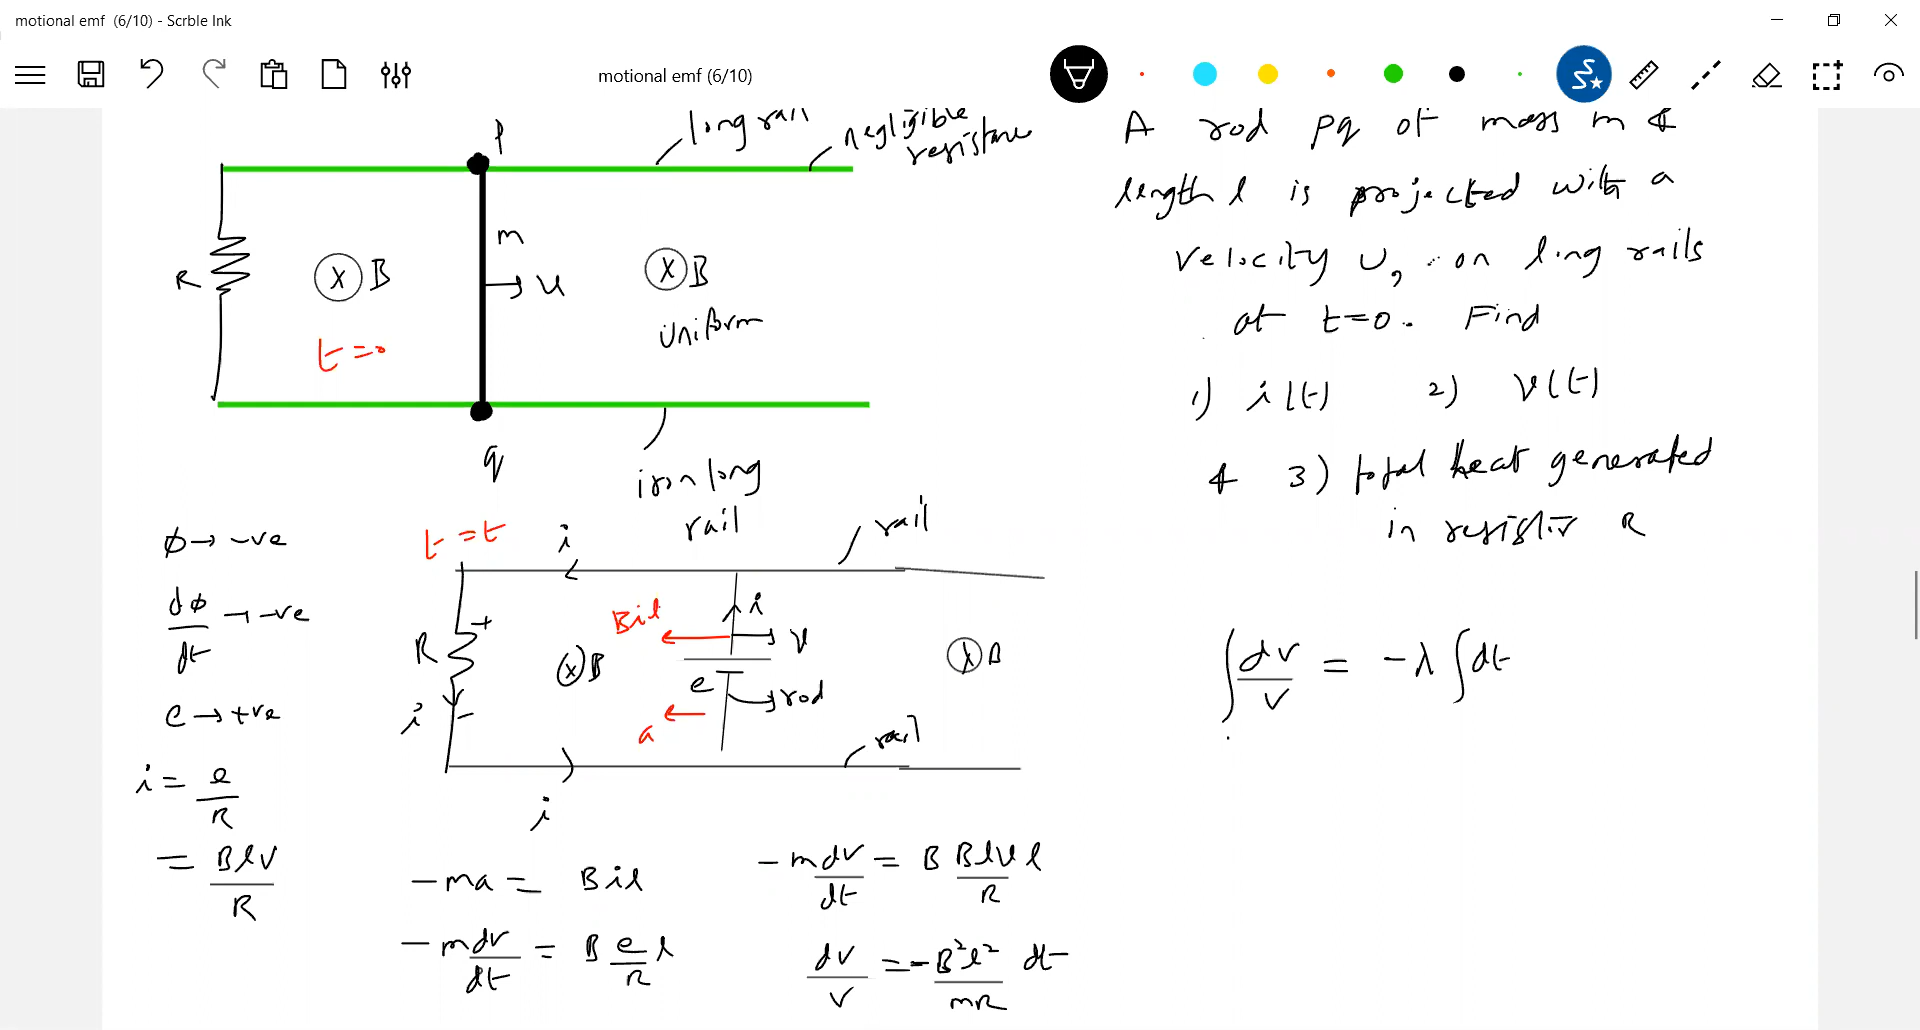 motional emf (6/10) - Scrble Ink
motional emf (6/10)
p
long rail
negligible
resistance
R
m
⊗ B
u
⊗ B
uniform
t=0
q
iron long
rail
A rod pq of mass m &
length l is projected with a
velocity u, on long rails
at t=0. Find
1) i(t) 2) v(t)
& 3) total heat generated
in resistor R
ϕ→ -ve
dϕ/dt → -ve
e → +ve
i = e/R
= Blv/R
t=t
i
rail
R
+
-
i
⊗ B
Bil
i
v
e
rod
a
⊗ B
rail
i
-ma = Bil
-m dv/dt = B e/R l
-m dv/dt = B Blv/R l
dv/v = - B²l²/mR dt
∫ dv/v = -λ ∫ dt